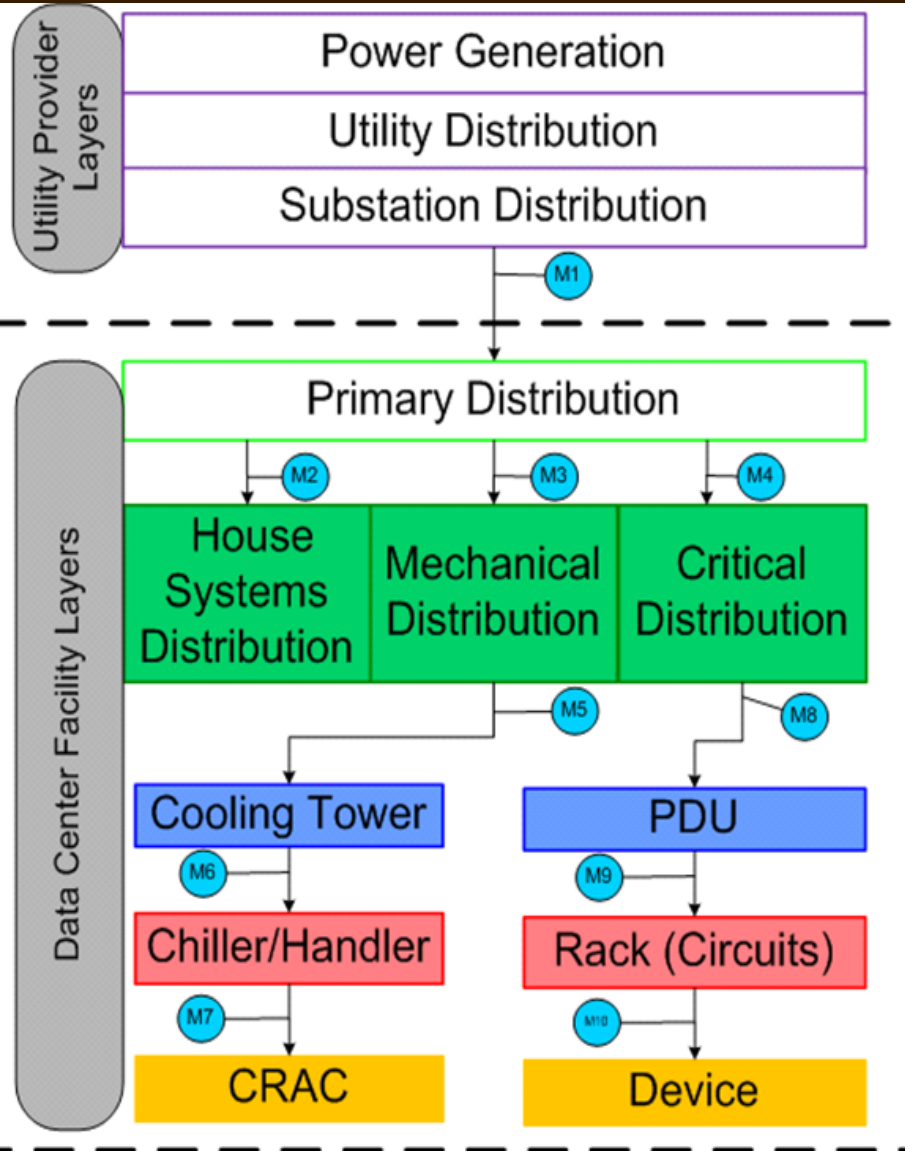 Utility Provider
Layers
Power Generation
Utility Distribution
Substation Distribution
M1
Data Center Facility Layers
Primary Distribution
M2
M3
M4
House
Systems
Distribution
Mechanical
Distribution
Critical
Distribution
M5
M8
Cooling Tower
PDU
M6
M9
Chiller/Handler
Rack (Circuits)
M7
M10
CRAC
Device